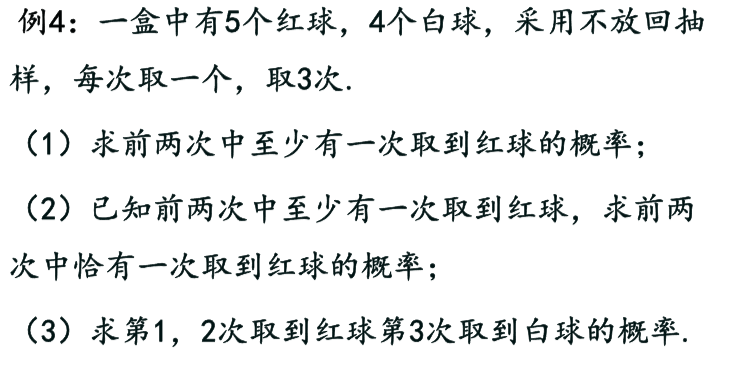 例4：一盒中有5个红球，4个白球，采用不放回抽
样，每次取一个，取3次.
（1）求前两次中至少有一次取到红球的概率；
（2）已知前两次中至少有一次取到红球，求前两
次中恰有一次取到红球的概率；
（3）求第1，2次取到红球第3次取到白球的概率.